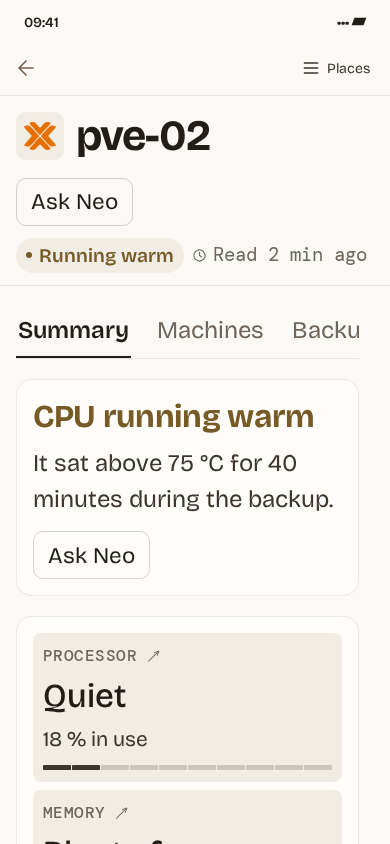 09:41
Places
pve-02
Ask Neo
Running warm
Read 2 min ago
Summary
Machines
Backu
CPU running warm
It sat above 75 °C for 40
minutes during the backup.
Ask Neo
PROCESSOR
Quiet
18 % in use
MEMORY